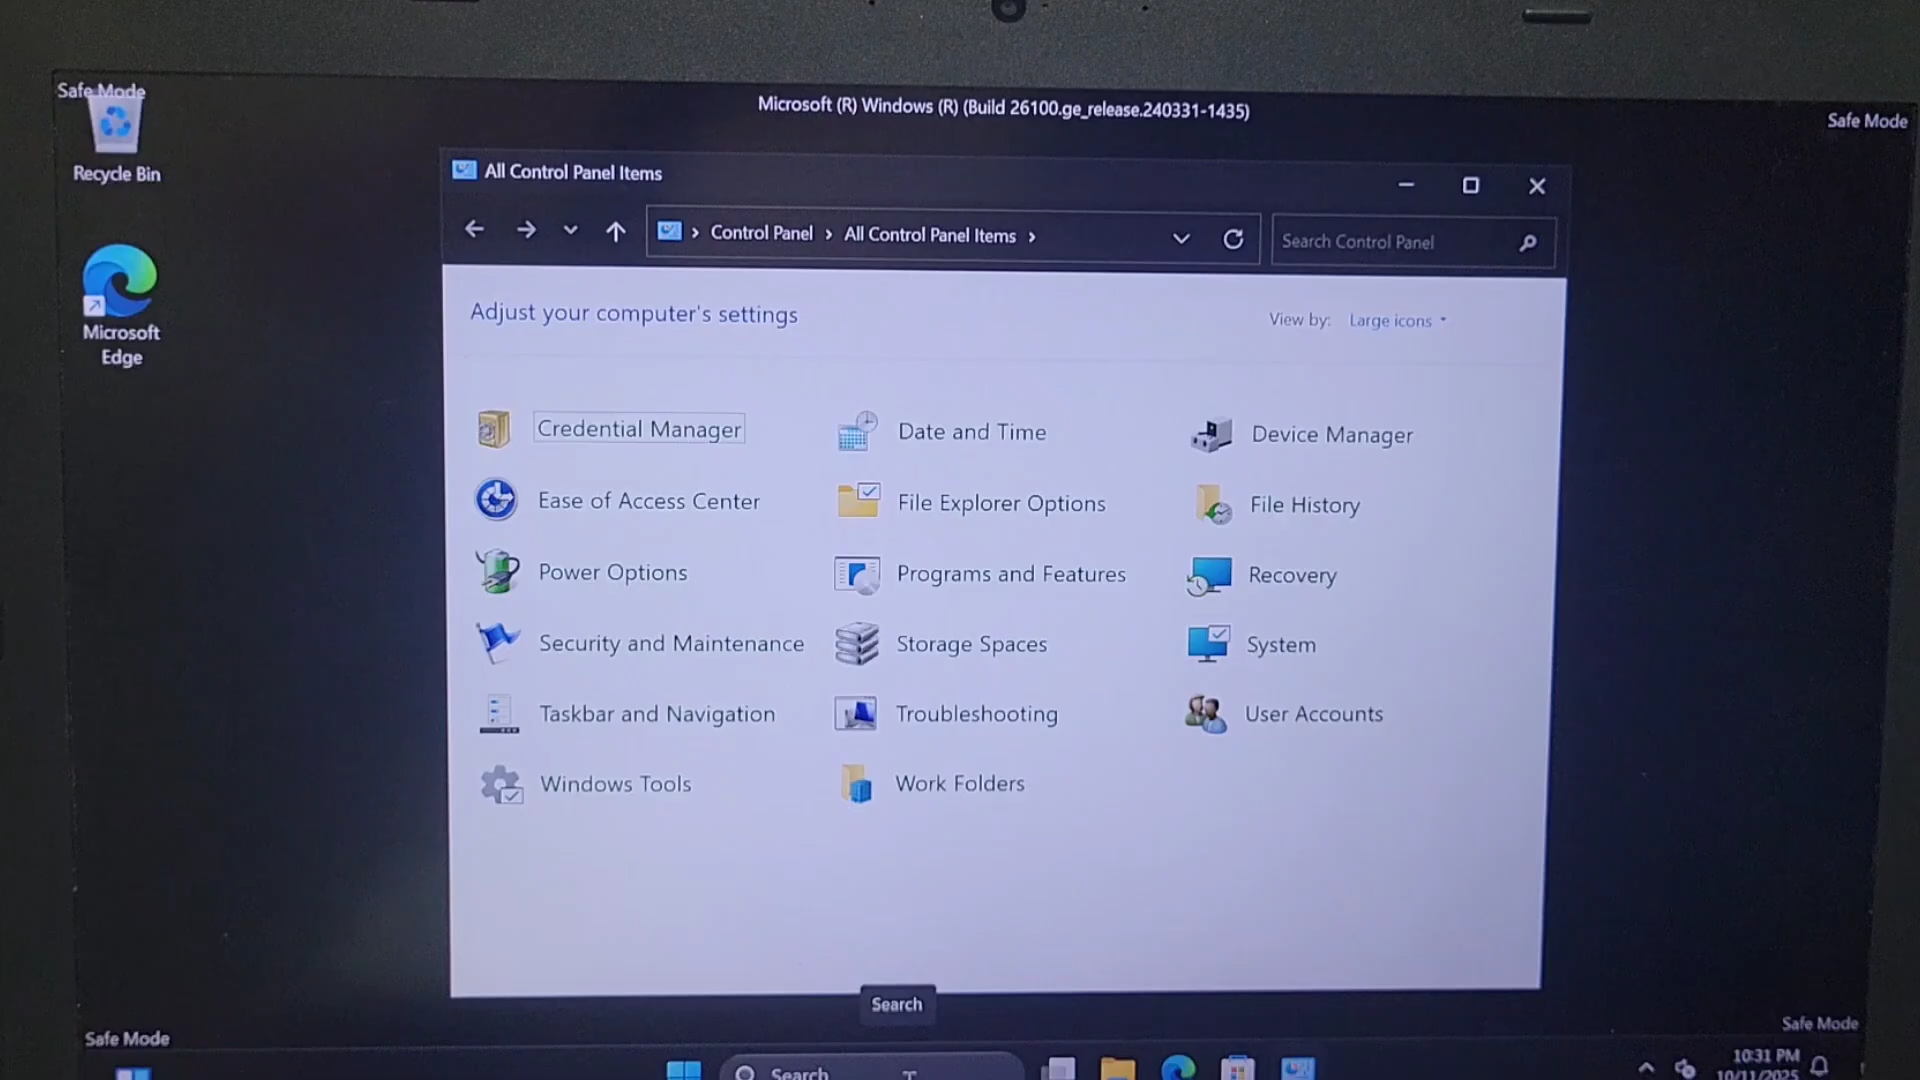 Safe Mode
Microsoft (R) Windows (R) (Build 26100.ge_release.240331-1435)
Safe Mode
Recycle Bin
Microsoft
Edge
All Control Panel Items
Control Panel
All Control Panel Items
Search Control Panel
Adjust your computer's settings
View by: Large icons
Credential Manager
Date and Time
Device Manager
Ease of Access Center
File Explorer Options
File History
Power Options
Programs and Features
Recovery
Security and Maintenance
Storage Spaces
System
Taskbar and Navigation
Troubleshooting
User Accounts
Windows Tools
Work Folders
Search
Safe Mode
Safe Mode
Search
10:31 PM
10/11/2025